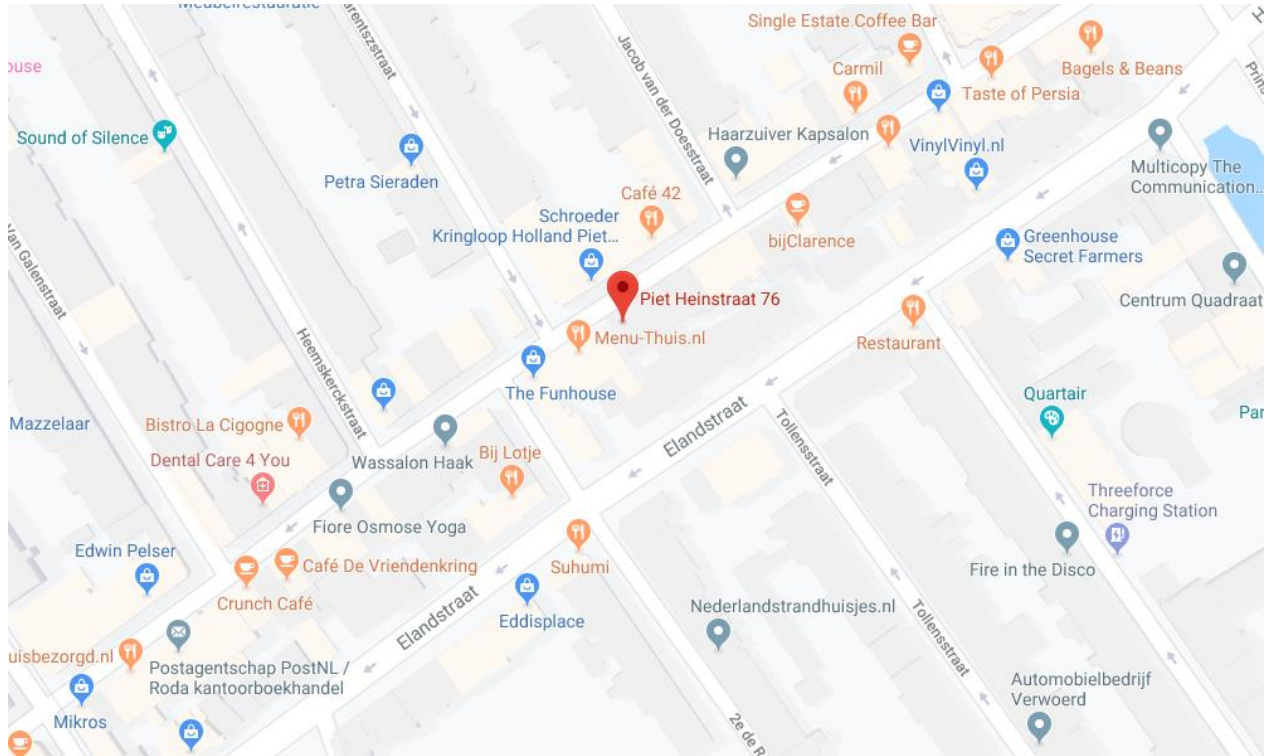 Meubelrestauratie
Single Estate Coffee Bar
Carmil
Bagels & Beans
Taste of Persia
ouse
arentszstraat
Jacob van der Doesstraat
Prins
Sound of Silence
Petra Sieraden
Haarzuiver Kapsalon
VinylVinyl.nl
Multicopy The
Communication...
Café 42
Schroeder
Kringloop Holland Piet...
bijClarence
Greenhouse
Secret Farmers
Van Galenstraat
Centrum Quadraat
Piet Heinstraat 76
Menu-Thuis.nl
Restaurant
Heemskerckstraat
The Funhouse
Quartair
Mazzelaar
Bistro La Cigogne
Elandstraat
Tollensstraat
Par
Dental Care 4 You
Wassalon Haak
Bij Lotje
Threeforce
Charging Station
Fiore Osmose Yoga
Edwin Pelser
Café De Vriendenkring
Suhumi
Fire in the Disco
Crunch Café
Eddisplace
Nederlandstrandhuisjes.nl
Elandstraat
Tollensstraat
uisbezorgd.nl
Postagentschap PostNL /
Roda kantoorboekhandel
Automobielbedrijf
Verwoerd
Mikros
2e de R